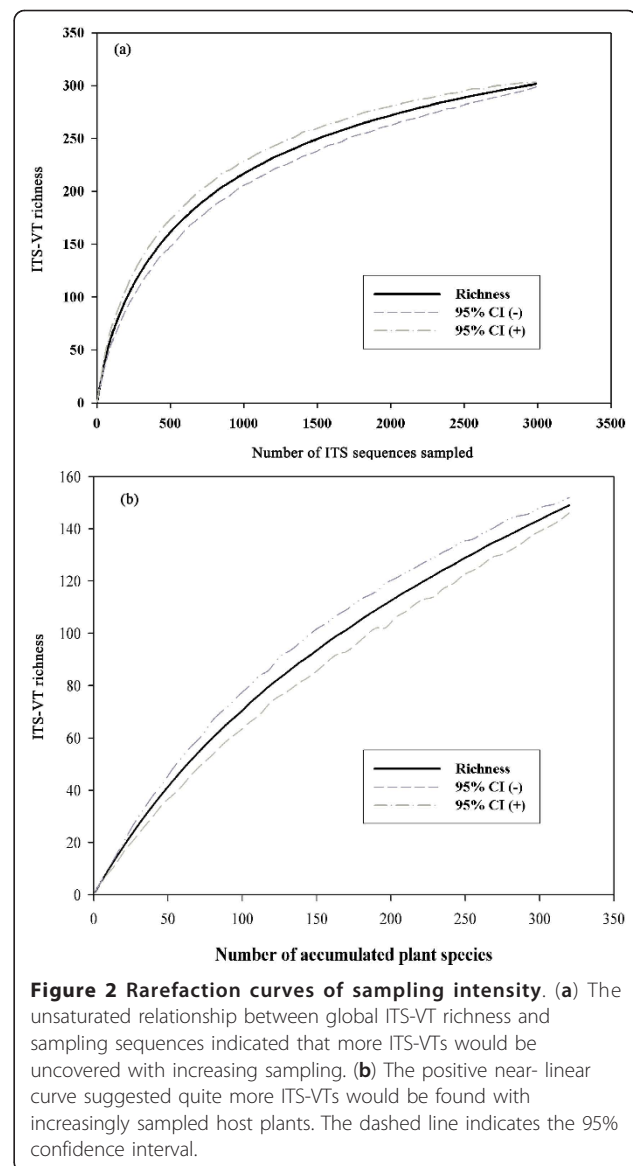 350
(a)
300
250
200
150
100
50
0
ITS-VT richness
Richness
95% CI (-)
95% CI (+)
0 500 1000 1500 2000 2500 3000 3500
Number of ITS sequences sampled
160
(b)
140
120
100
80
60
40
20
0
ITS-VT richness
Richness
95% CI (-)
95% CI (+)
0 50 100 150 200 250 300 350
Number of accumulated plant species
Figure 2 Rarefaction curves of sampling intensity. (a) The
unsaturated relationship between global ITS-VT richness and
sampling sequences indicated that more ITS-VTs would be
uncovered with increasing sampling. (b) The positive near- linear
curve suggested quite more ITS-VTs would be found with
increasingly sampled host plants. The dashed line indicates the 95%
confidence interval.